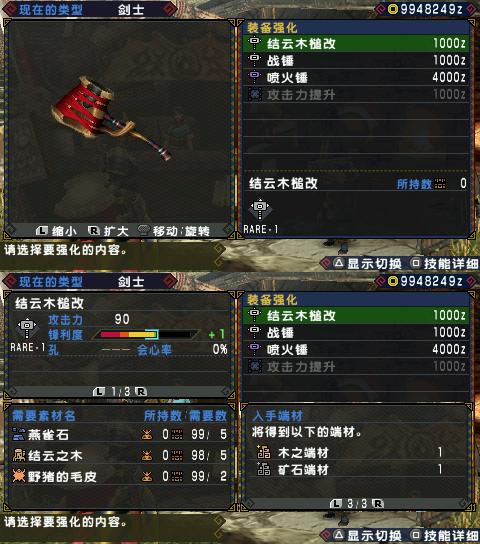 现在的类型 剑士
9948249z
装备强化
结云木槌改 1000z
战锤 1000z
喷火锤 4000z
攻击力提升 1000z
结云木槌改 所持数 0
RARE-1
L 缩小 R 扩大 移动/旋转
请选择要强化的内容。
△显示切换 □技能详细
现在的类型 剑士
9948249z
结云木槌改
RARE-1
攻击力 90
锋利度 +1
孔 --- 会心率 0%
L 1/3 R
装备强化
结云木槌改 1000z
战锤 1000z
喷火锤 4000z
攻击力提升 1000z
需要素材名 所持数/需要数
燕雀石 0 99/ 5
结云之木 0 98/ 5
野猪的毛皮 0 99/ 2
入手端材
将得到以下的端材。
木之端材 1
矿石端材 1
L 3/3 R
请选择要强化的内容。
△显示切换 □技能详细